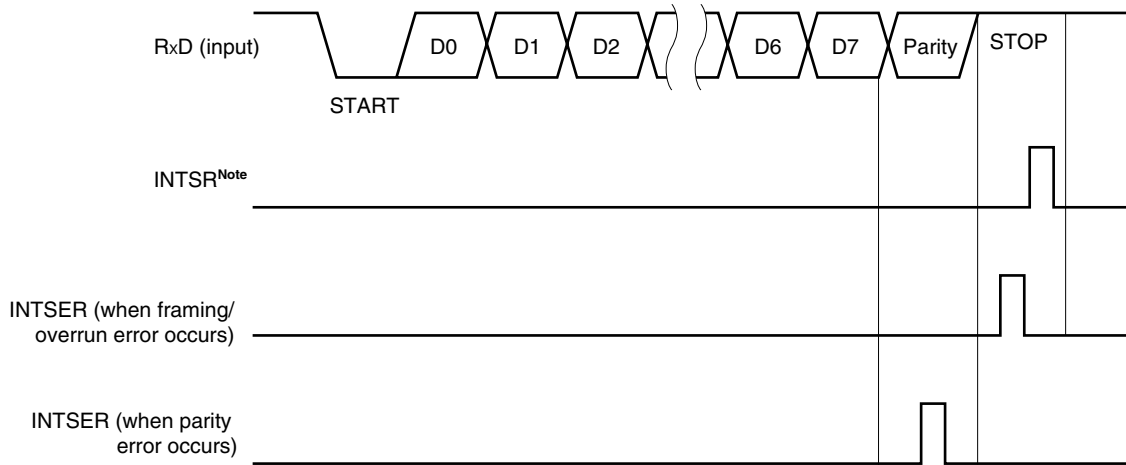 RxD (input)
D0
D1
D2
D6
D7
Parity
STOP
START
INTSRNote
INTSER (when framing/
overrun error occurs)
INTSER (when parity
error occurs)